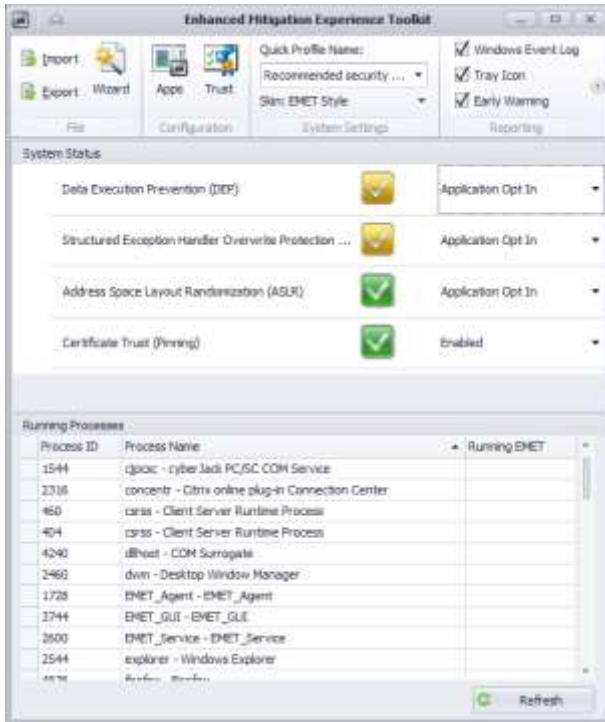 Enhanced Mitigation Experience Toolkit
Import
Export
Wizard
File
Apps
Trust
Configuration
Quick Profile Name:
Recommended security ...
Skin: EMET Style
System Settings
Windows Event Log
Tray Icon
Early Warning
Reporting
System Status
Data Execution Prevention (DEP) Application Opt In
Structured Exception Handler Overwrite Protection ... Application Opt In
Address Space Layout Randomization (ASLR) Application Opt In
Certificate Trust (Pinning) Enabled
Running Processes
Process ID Process Name Running EMET
1544 cjpcsc - cyberJack PC/SC COM Service
2316 concentr - Citrix online plug-in Connection Center
460 csrss - Client Server Runtime Process
404 csrss - Client Server Runtime Process
4240 dllhost - COM Surrogate
2460 dwm - Desktop Window Manager
1728 EMET_Agent - EMET_Agent
3744 EMET_GUI - EMET_GUI
2600 EMET_Service - EMET_Service
2544 explorer - Windows Explorer
firefox - Firefox
Refresh